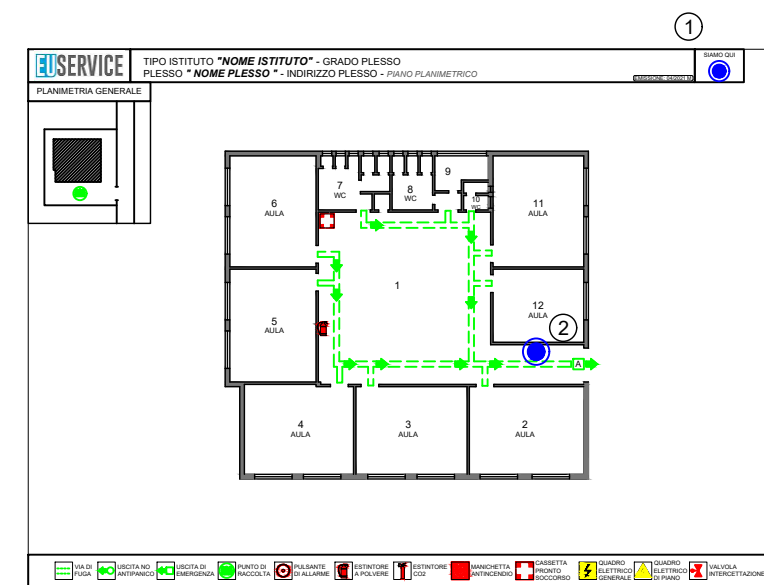 1
EUSERVICE
TIPO ISTITUTO "NOME ISTITUTO" - GRADO PLESSO
PLESSO " NOME PLESSO " - INDIRIZZO PLESSO - PIANO PLANIMETRICO
SIAMO QUI
PLANIMETRIA GENERALE
6
AULA
7
WC
8
WC
9
10
WC
11
AULA
1
12
AULA
2
5
AULA
A
4
AULA
3
AULA
2
AULA
VIA DI
FUGA
USCITA NO
ANTIPANICO
USCITA DI
EMERGENZA
PUNTO DI
RACCOLTA
PULSANTE
DI ALLARME
ESTINTORE
A POLVERE
ESTINTORE
CO2
MANICHETTA
ANTINCENDIO
CASSETTA
PRONTO
SOCCORSO
QUADRO
ELETTRICO
GENERALE
QUADRO
ELETTRICO
DI PIANO
VALVOLA
INTERCETTAZIONE